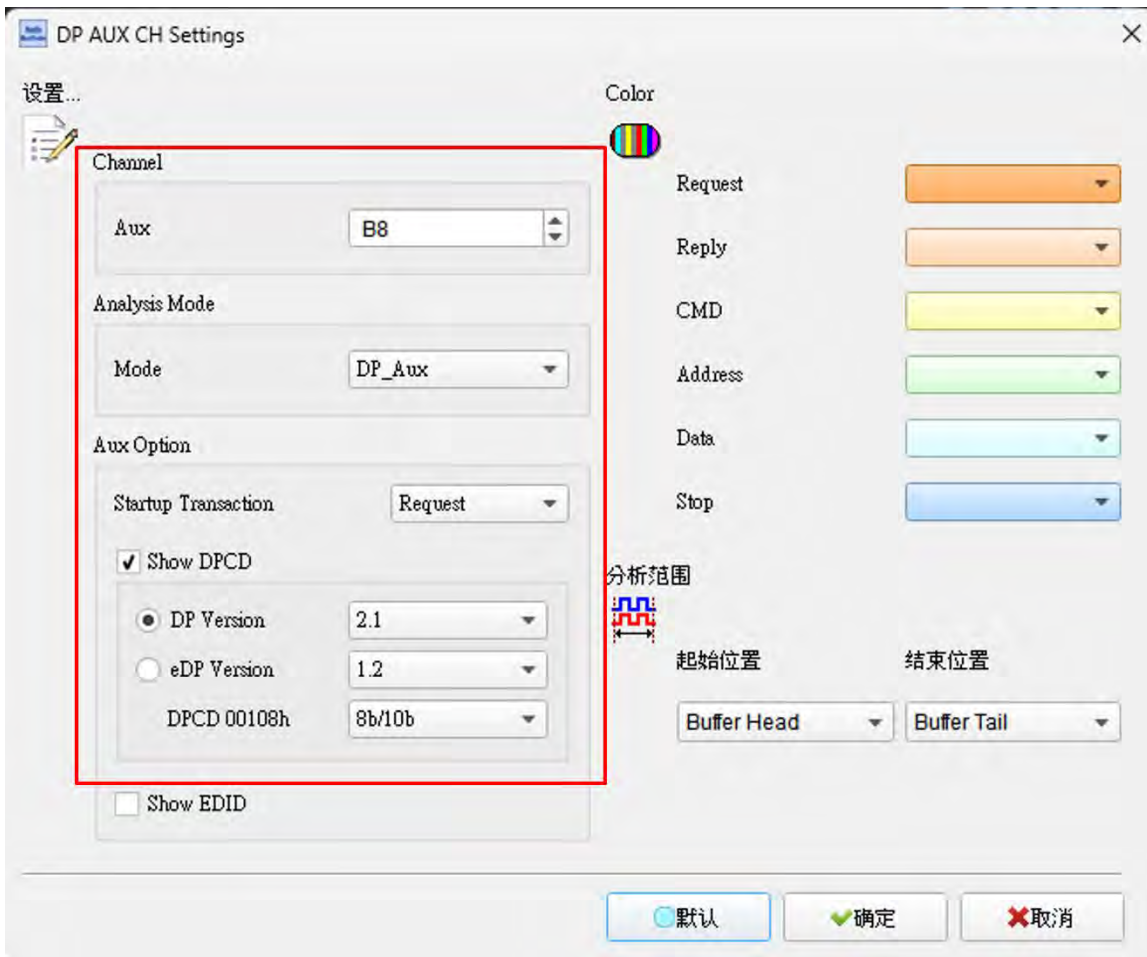 DP AUX CH Settings
设置...
Channel
Aux
B8
Analysis Mode
Mode
DP_Aux
Aux Option
Startup Transaction
Request
Show DPCD
DP Version
2.1
eDP Version
1.2
DPCD 00108h
8b/10b
Show EDID
Color
Request
Reply
CMD
Address
Data
Stop
分析范围
起始位置
结束位置
Buffer Head
Buffer Tail
默认
确定
取消